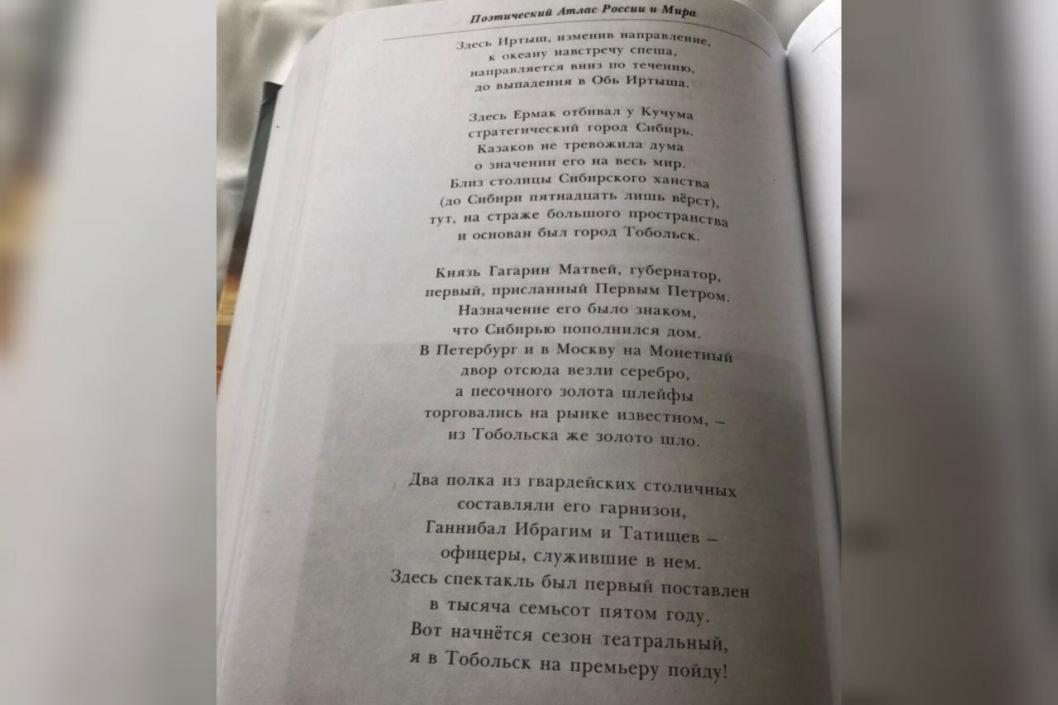 Поэтический Атлас России и Мира
Здесь Иртыш, изменив направление,
к океану навстречу спеша,
направляется вниз по течению,
до выпадения в Обь Иртыша.
Здесь Ермак отбивал у Кучума
стратегический город Сибирь.
Казаков не тревожила дума
о значении его на весь мир.
Близ столицы Сибирского ханства
(до Сибири пятнадцать лишь вёрст),
тут, на страже большого пространства
и основан был город Тобольск.
Князь Гагарин Матвей, губернатор,
первый, присланный Первым Петром.
Назначение его было знаком,
что Сибирью пополнился дом.
В Петербург и в Москву на Монетный
двор отсюда везли серебро,
а песочного золота шлейфы
торговались на рынке известном, –
из Тобольска же золото шло.
Два полка из гвардейских столичных
составляли его гарнизон,
Ганнибал Ибрагим и Татищев –
офицеры, служившие в нем.
Здесь спектакль был первый поставлен
в тысяча семьсот пятом году.
Вот начнётся сезон театральный,
я в Тобольск на премьеру пойду!